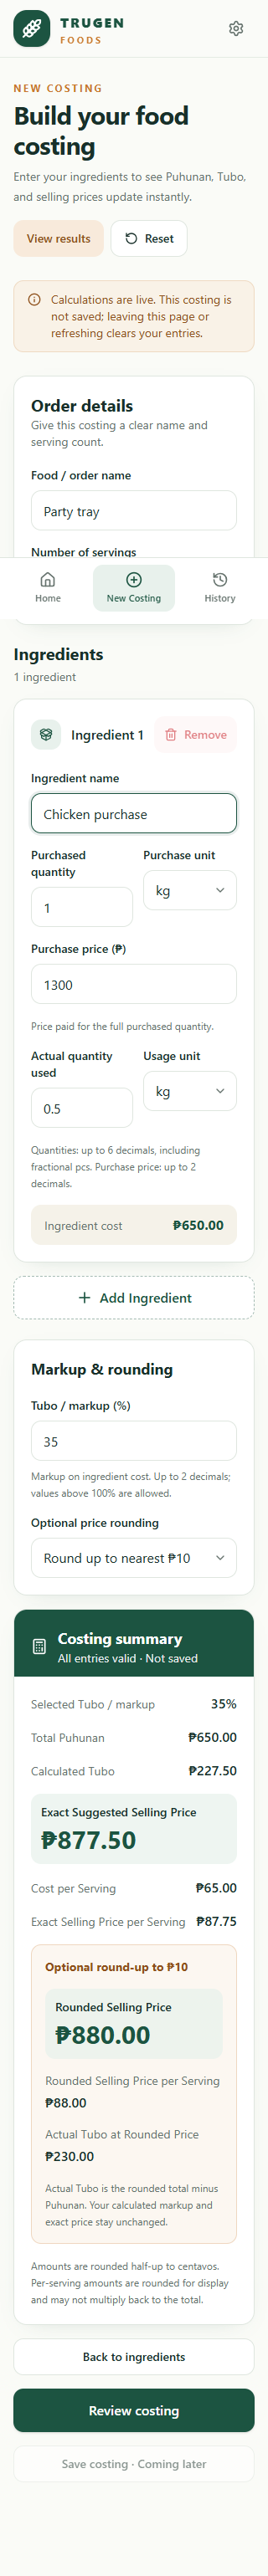 TRUGEN
FOODS
NEW COSTING
Build your food
costing
Enter your ingredients to see Puhunan, Tubo,
and selling prices update instantly.
View results
Reset
Calculations are live. This costing is
not saved; leaving this page or
refreshing clears your entries.
Order details
Give this costing a clear name and
serving count.
Food / order name
Party tray
Number of servings
Home
New Costing
History
Ingredients
1 ingredient
Ingredient 1
Remove
Ingredient name
Chicken purchase
Purchased
quantity
Purchase unit
1
kg
Purchase price (₱)
1300
Price paid for the full purchased quantity.
Actual quantity
used
Usage unit
0.5
kg
Quantities: up to 6 decimals, including
fractional pcs. Purchase price: up to 2
decimals.
Ingredient cost ₱650.00
Add Ingredient
Markup & rounding
Tubo / markup (%)
35
Markup on ingredient cost. Up to 2 decimals;
values above 100% are allowed.
Optional price rounding
Round up to nearest ₱10
Costing summary
All entries valid · Not saved
Selected Tubo / markup 35%
Total Puhunan ₱650.00
Calculated Tubo ₱227.50
Exact Suggested Selling Price
₱877.50
Cost per Serving ₱65.00
Exact Selling Price per Serving ₱87.75
Optional round-up to ₱10
Rounded Selling Price
₱880.00
Rounded Selling Price per Serving
₱88.00
Actual Tubo at Rounded Price
₱230.00
Actual Tubo is the rounded total minus
Puhunan. Your calculated markup and
exact price stay unchanged.
Amounts are rounded half-up to centavos.
Per-serving amounts are rounded for display
and may not multiply back to the total.
Back to ingredients
Review costing
Save costing · Coming later